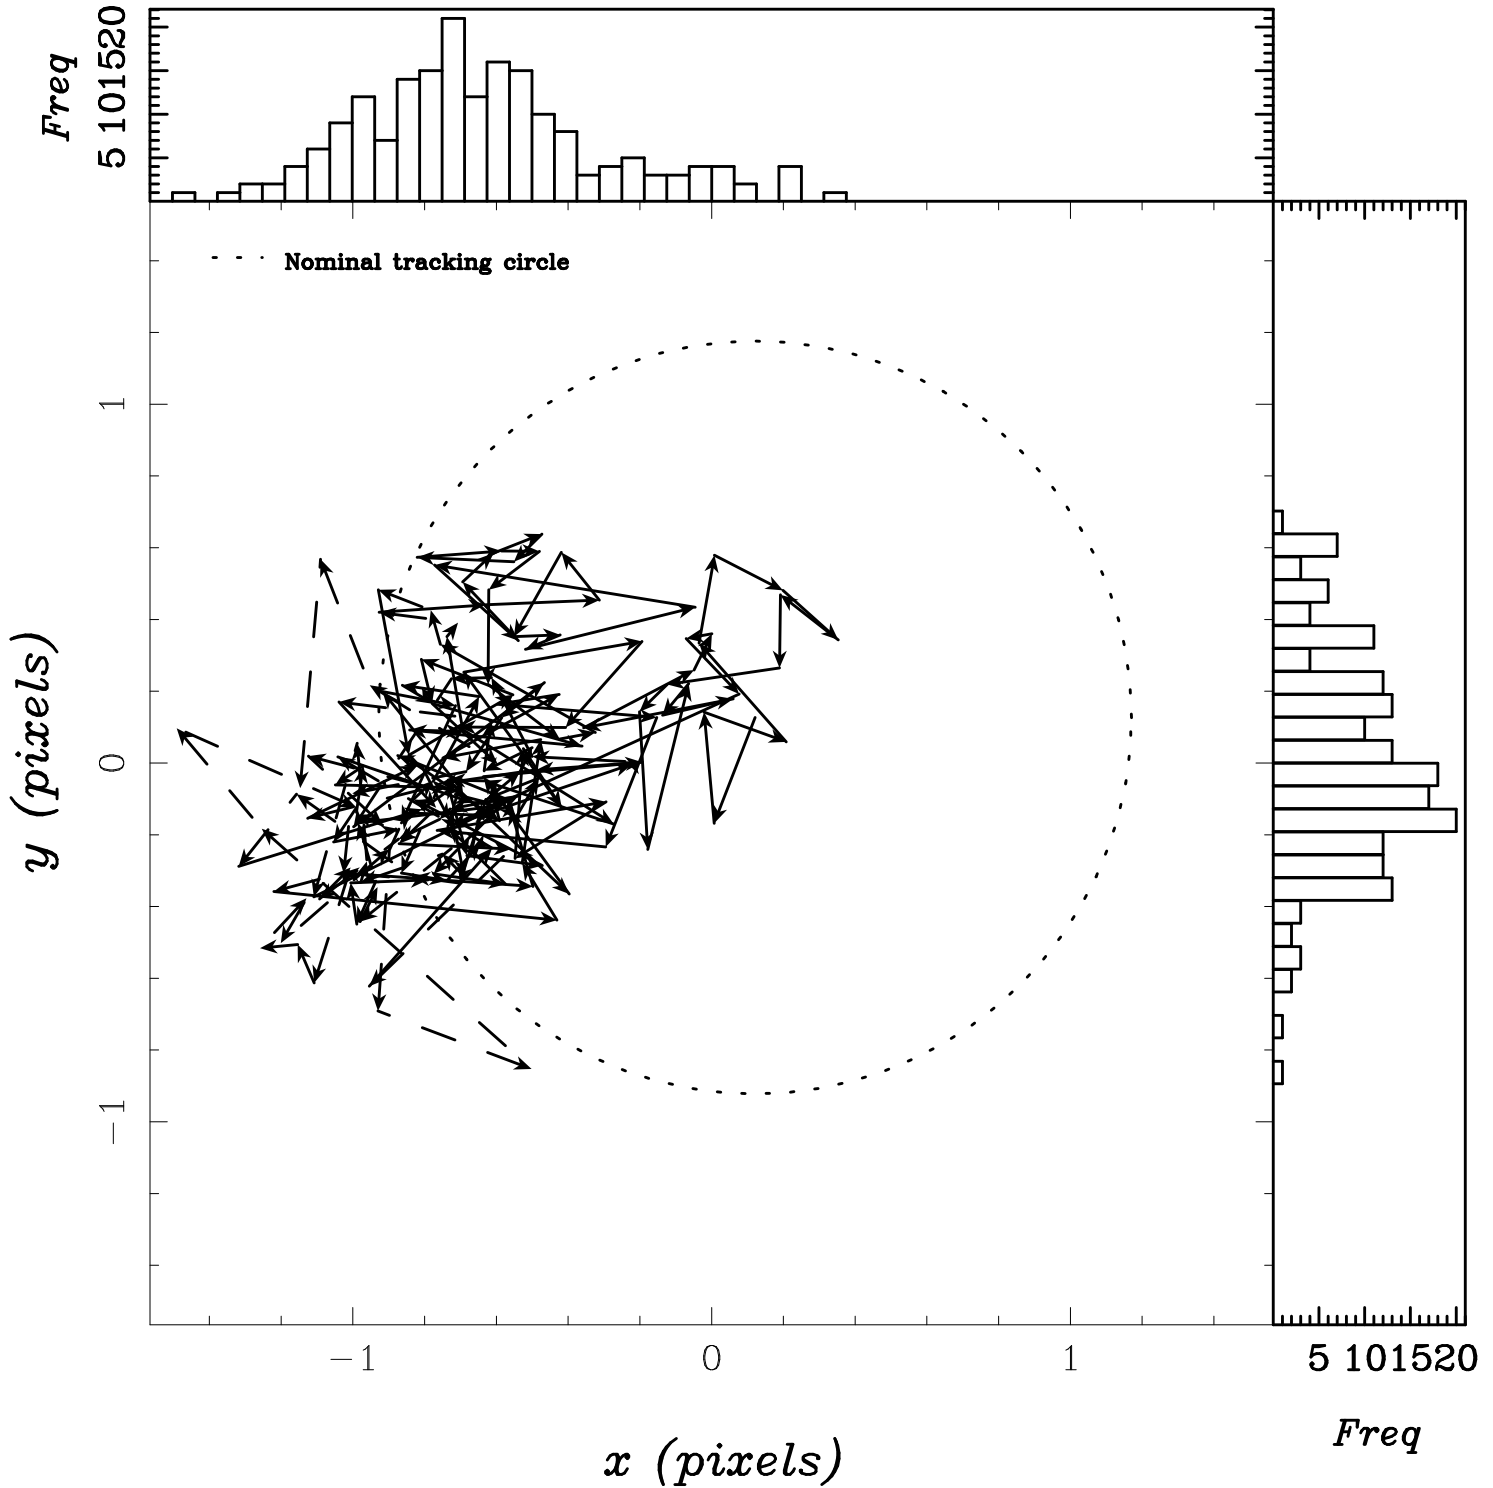 Freq
5 101520
Nominal tracking circle
y (pixels)
1
0
−1
−1
0
1
x (pixels)
5 101520
Freq